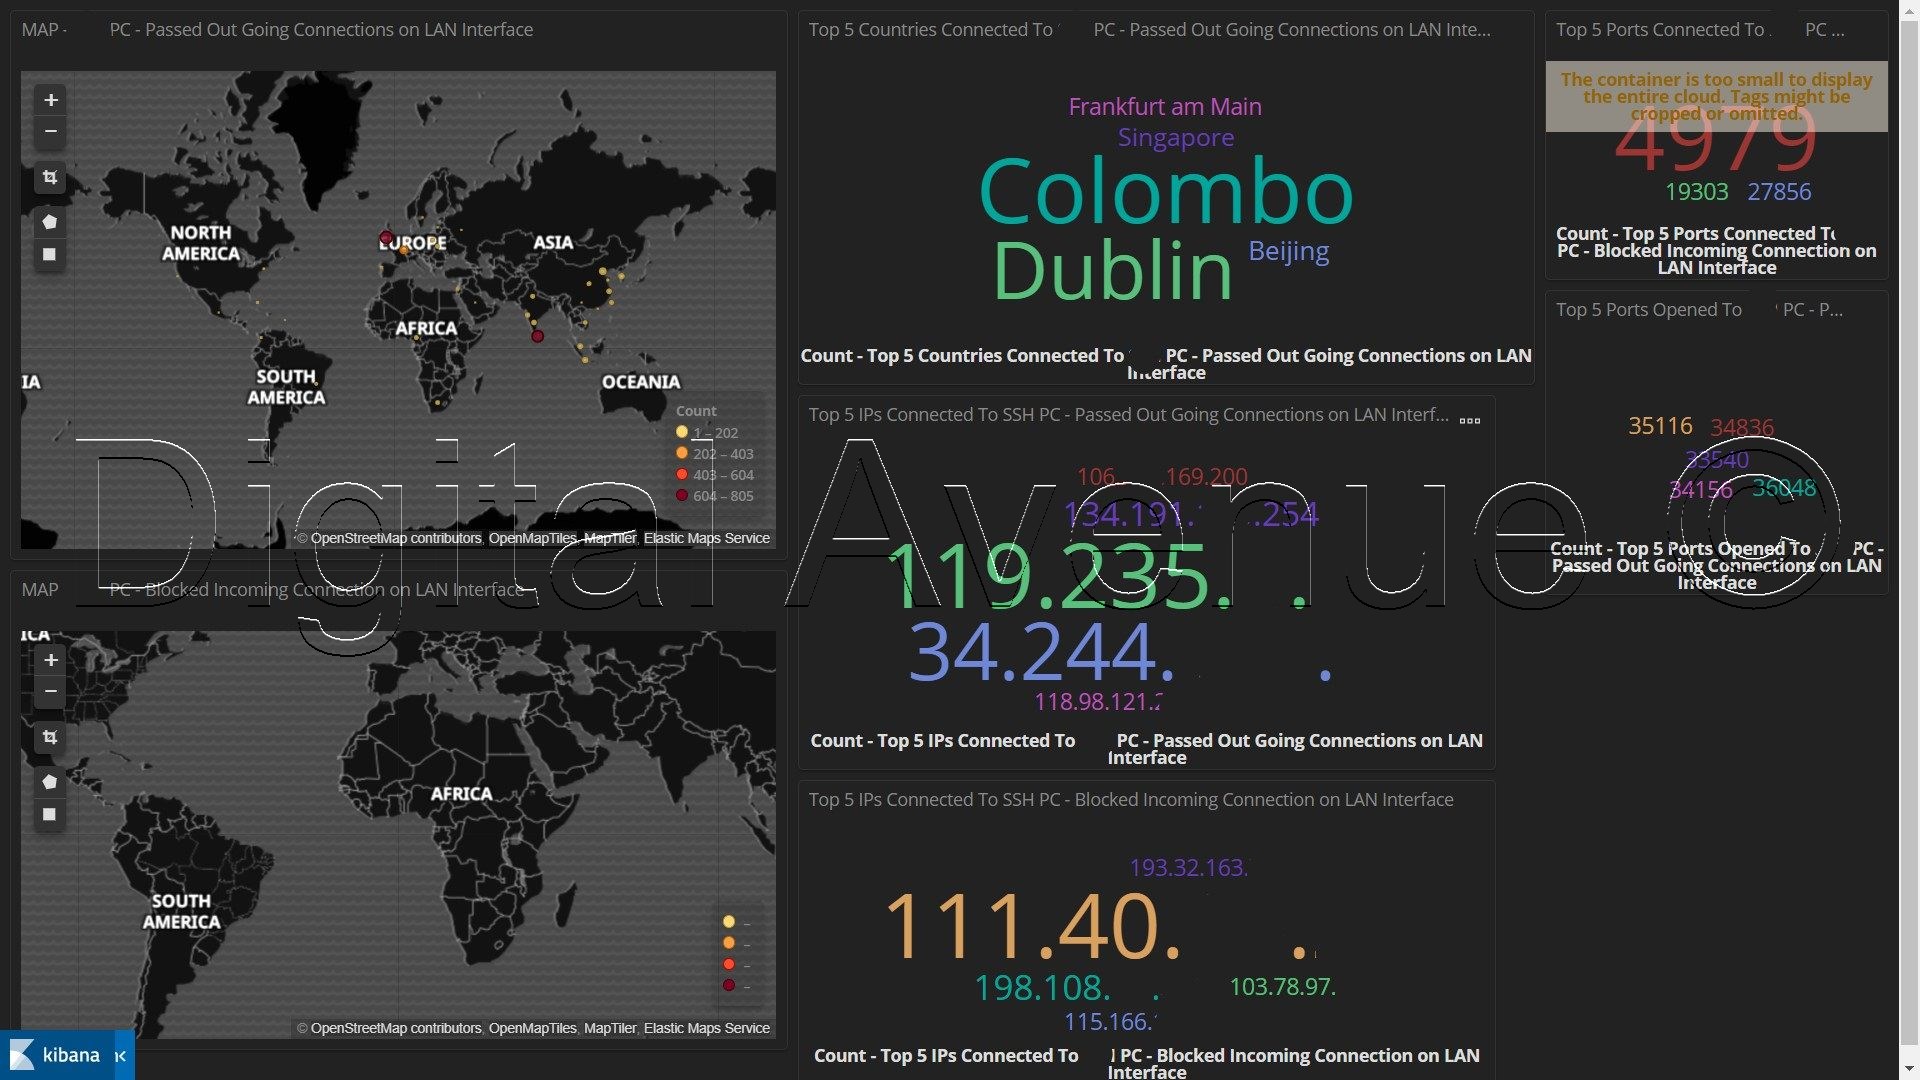 MAP - PC - Passed Out Going Connections on LAN Interface
NORTH
AMERICA
EUROPE
ASIA
AFRICA
IA
SOUTH
AMERICA
OCEANIA
Count
1 – 202
202 – 403
403 – 604
604 – 805
© OpenStreetMap contributors, OpenMapTiles, MapTiler, Elastic Maps Service
MAP PC - Blocked Incoming Connection on LAN Interface
ICA
AFRICA
SOUTH
AMERICA
–
–
–
–
© OpenStreetMap contributors, OpenMapTiles, MapTiler, Elastic Maps Service
kibana
Top 5 Countries Connected To PC - Passed Out Going Connections on LAN Inte...
Frankfurt am Main
Singapore
Colombo
Dublin
Beijing
Count - Top 5 Countries Connected To PC - Passed Out Going Connections on LAN
Interface
Top 5 IPs Connected To SSH PC - Passed Out Going Connections on LAN Interf...
106. .169.200
134.191. .254
119.235. .
34.244. .
118.98.121.
Count - Top 5 IPs Connected To PC - Passed Out Going Connections on LAN
Interface
Top 5 IPs Connected To SSH PC - Blocked Incoming Connection on LAN Interface
193.32.163.
111.40. .
198.108. .
103.78.97.
115.166.
Count - Top 5 IPs Connected To PC - Blocked Incoming Connection on LAN
Interface
Top 5 Ports Connected To PC ...
The container is too small to display
the entire cloud. Tags might be
cropped or omitted.
4979
19303 27856
Count - Top 5 Ports Connected To
PC - Blocked Incoming Connection on
LAN Interface
Top 5 Ports Opened To PC - P...
35116 34836
33540
34156 36048
Count - Top 5 Ports Opened To PC -
Passed Out Going Connections on LAN
Interface
Digital Avenue ©